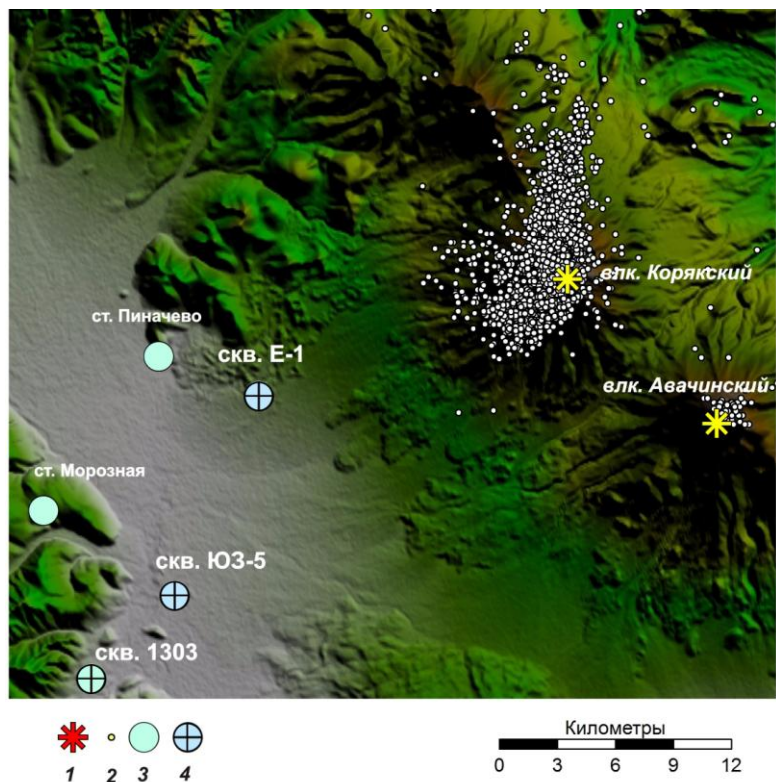 влк. Корякский
ст. Пиначево
скв. Е-1
влк. Авачинский
ст. Морозная
скв. ЮЗ-5
скв. 1303
Километры
0 3 6 9 12
1 2 3 4